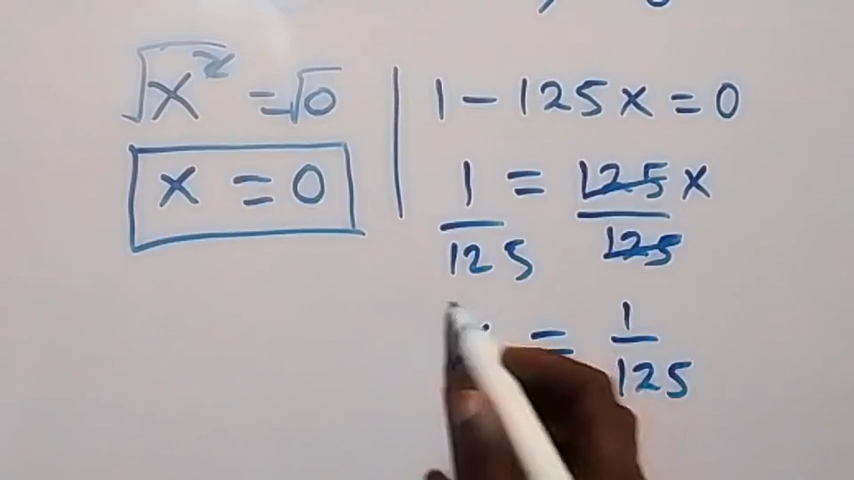 √x² = √0
x = 0
1 - 125x = 0
1/125 = 125x/125
= 1/125